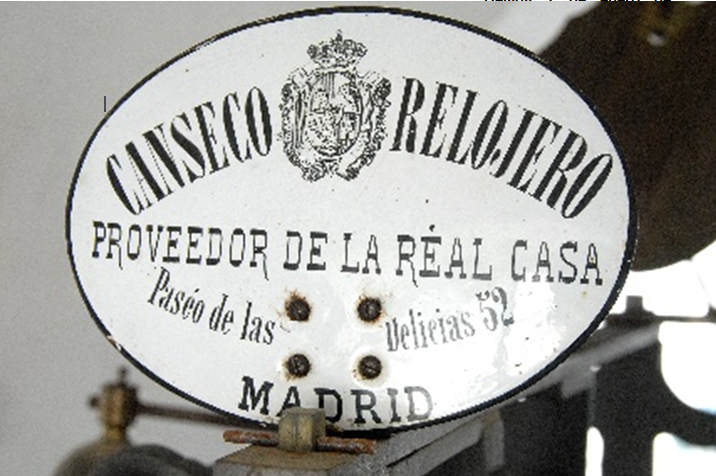 CANSECO RELOJERO
PROVEEDOR DE LA RÉAL CASA
Paséo de las Delicias 52
MADRID